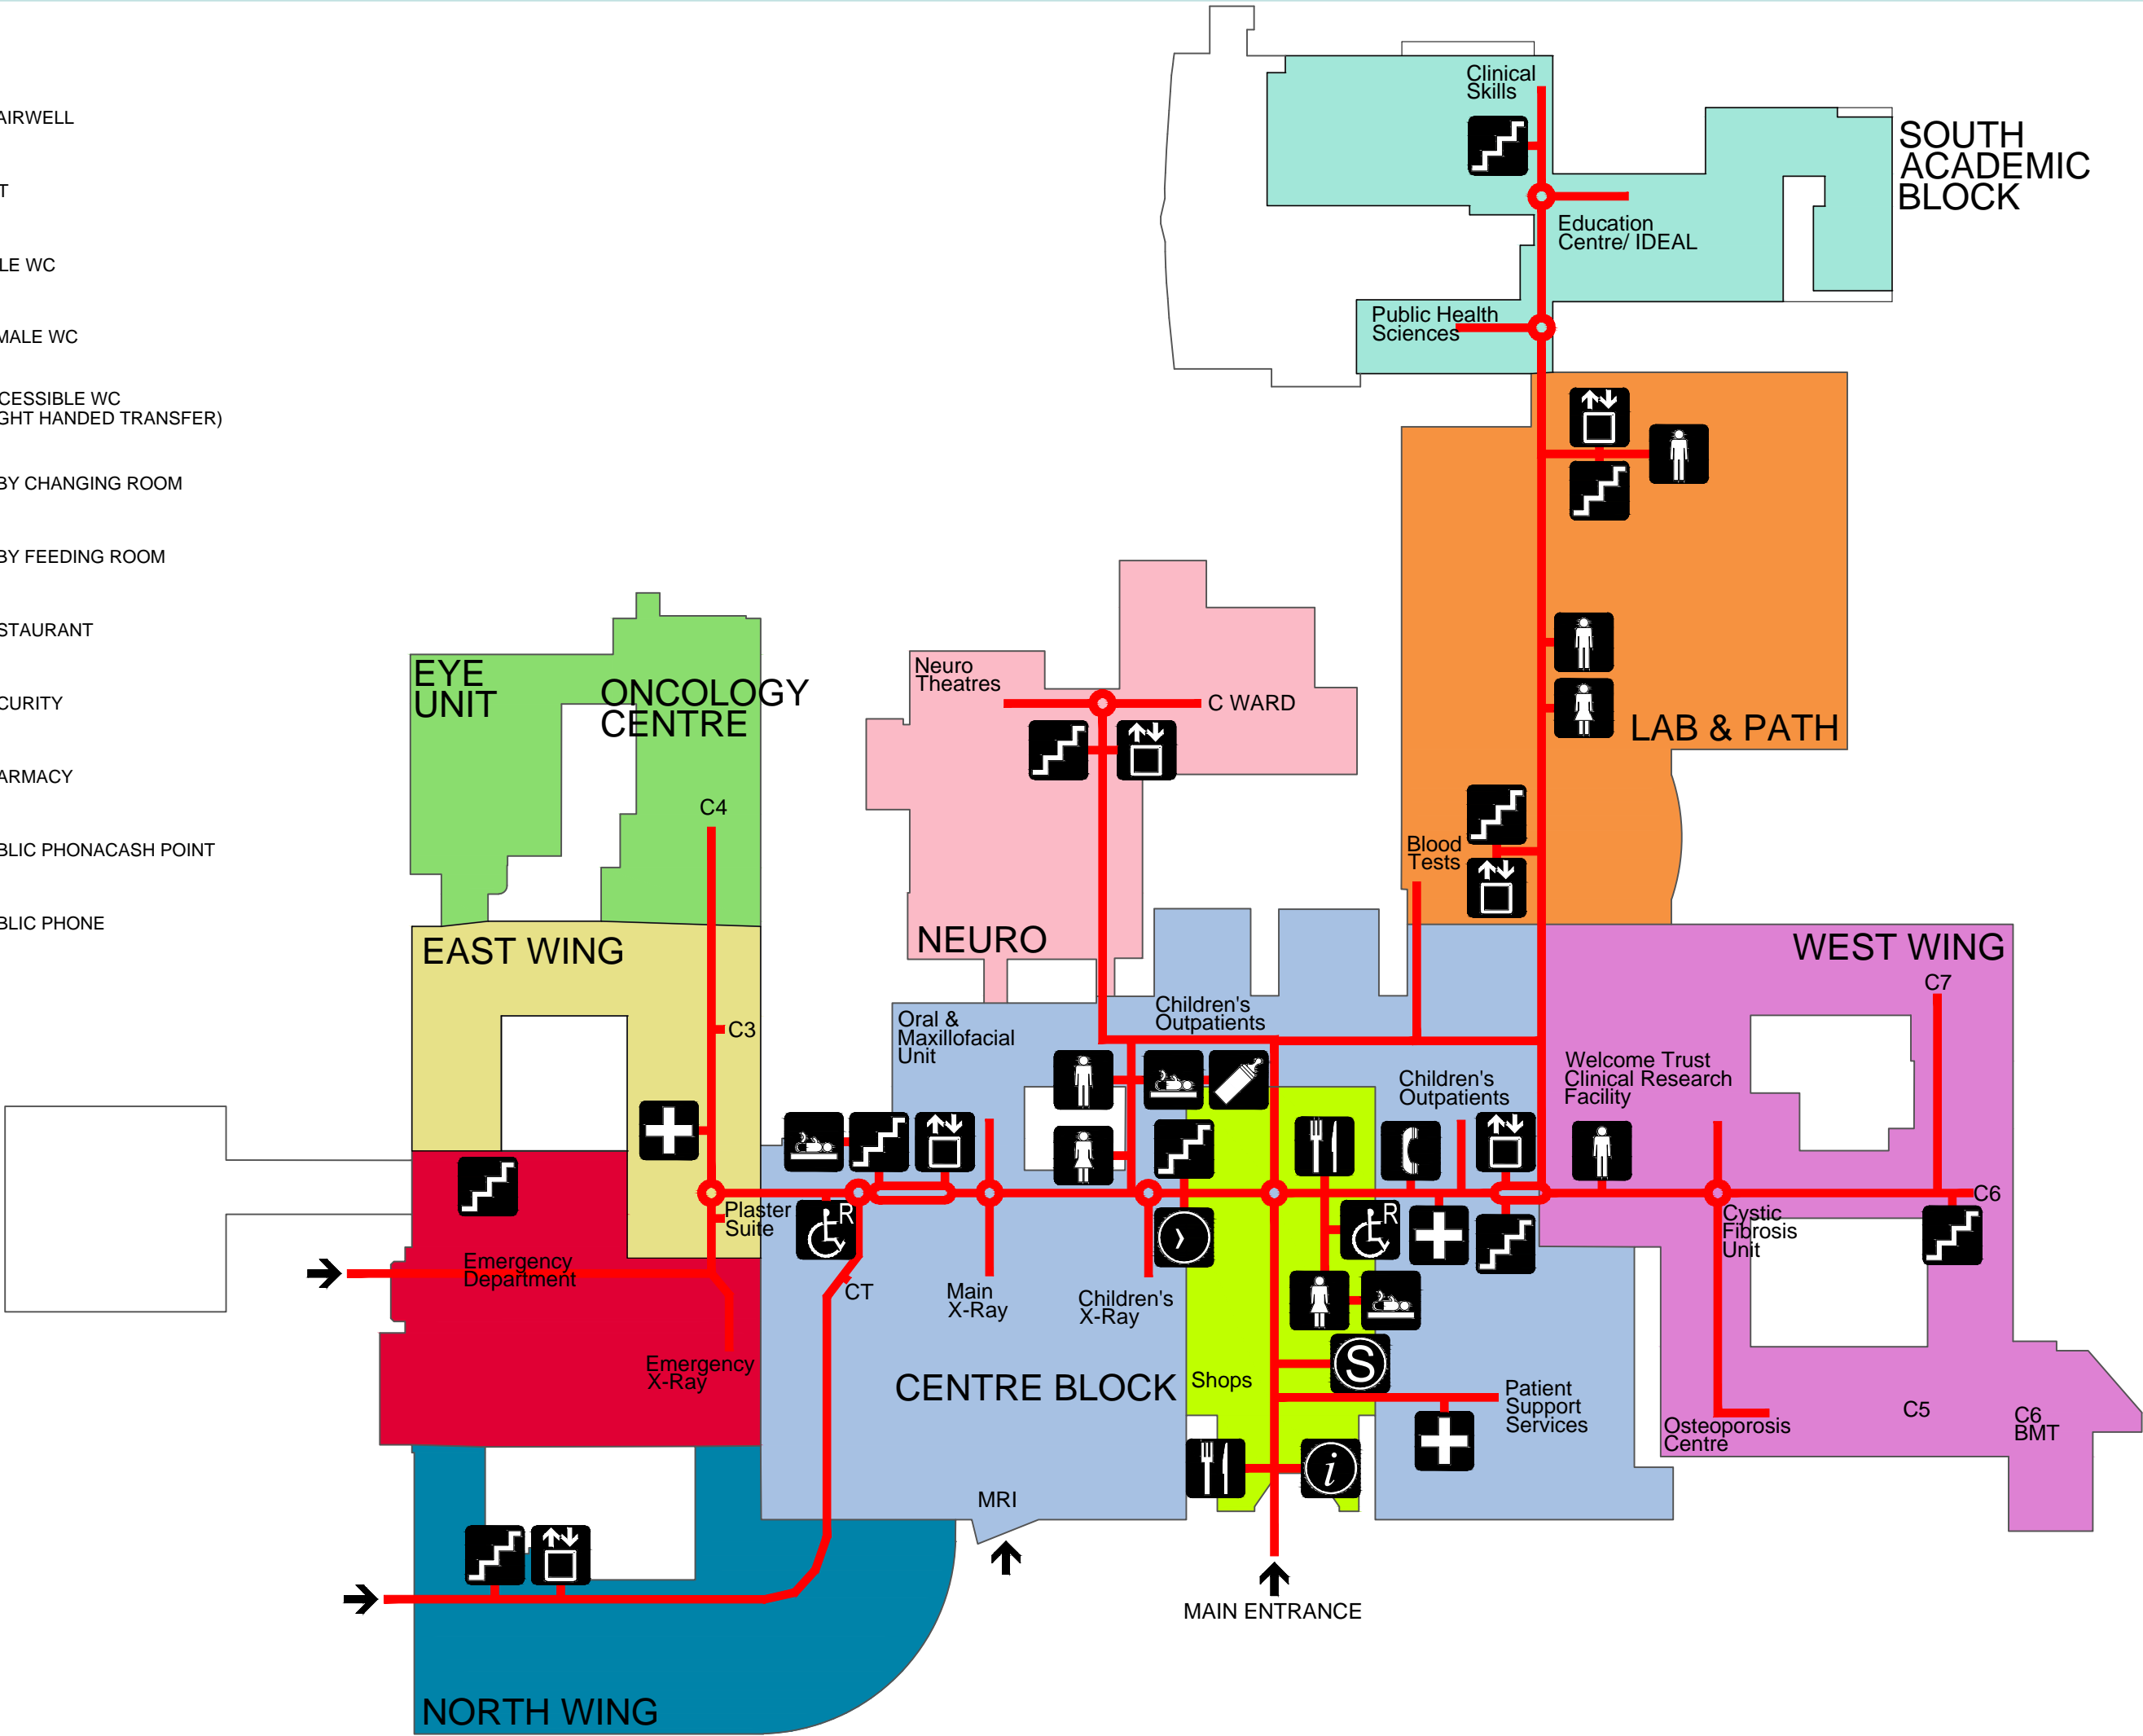 AIRWELL
T
LE WC
MALE WC
CESSIBLE WC
GHT HANDED TRANSFER)
BY CHANGING ROOM
BY FEEDING ROOM
STAURANT
CURITY
ARMACY
BLIC PHONACASH POINT
BLIC PHONE
Clinical
Skills
SOUTH
ACADEMIC
BLOCK
Education
Centre/ IDEAL
Public Health
Sciences
LAB & PATH
Blood
Tests
EYE
UNIT
ONCOLOGY
CENTRE
C4
Neuro
Theatres
C WARD
NEURO
EAST WING
C3
Plaster
Suite
Emergency
Department
Emergency
X-Ray
NORTH WING
Oral &
Maxillofacial
Unit
Children's
Outpatients
R
CT
Main
X-Ray
Children's
X-Ray
CENTRE BLOCK
MRI
Shops
Children's
Outpatients
R
S
i
Patient
Support
Services
MAIN ENTRANCE
WEST WING
C7
Welcome Trust
Clinical Research
Facility
C6
Cystic
Fibrosis
Unit
Osteoporosis
Centre
C5
C6
BMT